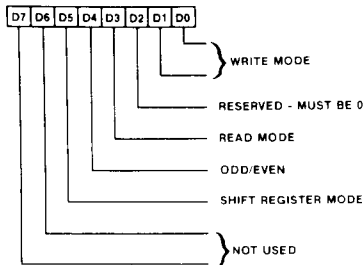 D7 D6 D5 D4 D3 D2 D1 D0
WRITE MODE
RESERVED - MUST BE 0
READ MODE
ODD/EVEN
SHIFT REGISTER MODE
NOT USED